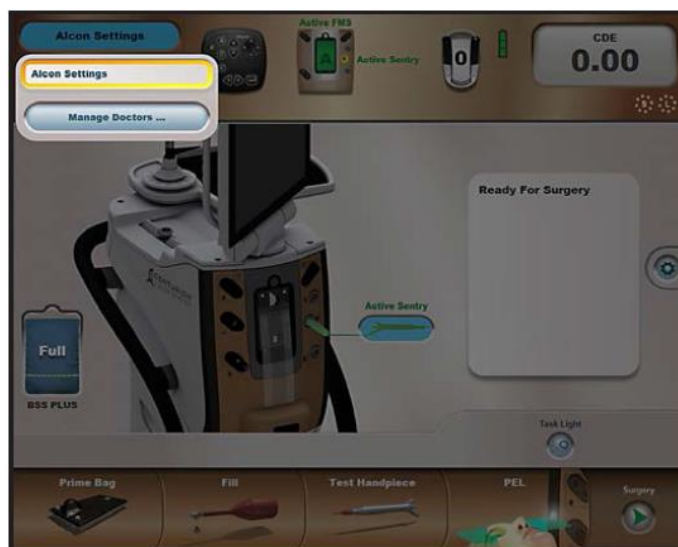 Alcon Settings
Active FMS
A
Active Sentry
0
CDE
0.00
Alcon Settings
Manage Doctors ...
Ready For Surgery
CENTURION
Active Sentry
Full
BSS PLUS
Task Light
Prime Bag
Fill
Test Handpiece
PEL
Surgery